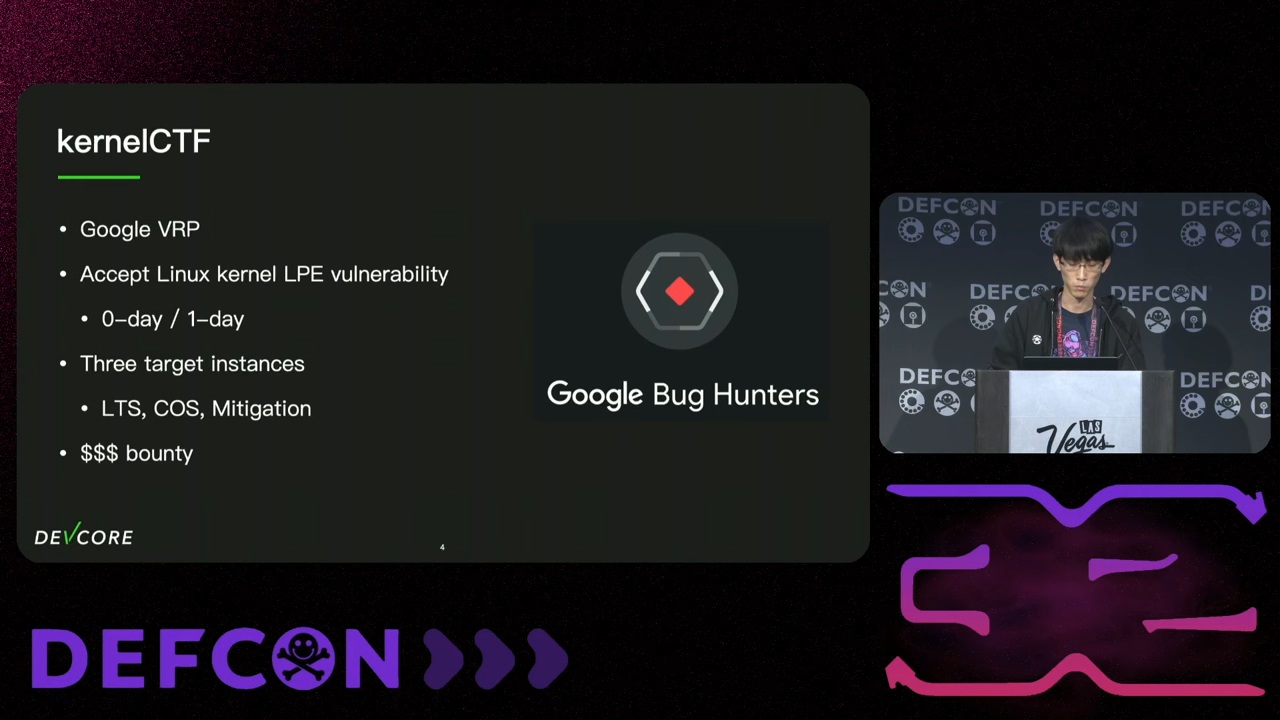 kernelCTF
• Google VRP
• Accept Linux kernel LPE vulnerability
• 0–day / 1–day
• Three target instances
• LTS, COS, Mitigation
• $$$ bounty
Google Bug Hunters
DEVCORE
4
DEFCON
DEFCON DEFCON DEFCON
DEFCON DEFCON
DEFCON DEFCON
LAS
Vegas